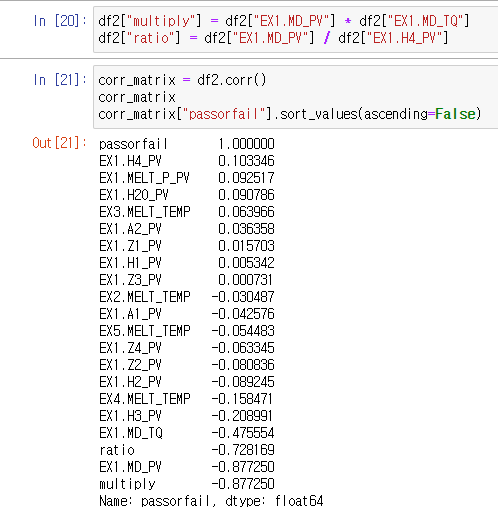 In [20]: df2["multiply"] = df2["EX1.MD_PV"] * df2["EX1.MD_TQ"]
df2["ratio"] = df2["EX1.MD_PV"] / df2["EX1.H4_PV"]
In [21]: corr_matrix = df2.corr()
corr_matrix
corr_matrix["passorfail"].sort_values(ascending=False)
Out[21]: passorfail 1.000000
EX1.H4_PV 0.103346
EX1.MELT_P_PV 0.092517
EX1.H2O_PV 0.090786
EX3.MELT_TEMP 0.063966
EX1.A2_PV 0.036358
EX1.Z1_PV 0.015703
EX1.H1_PV 0.005342
EX1.Z3_PV 0.000731
EX2.MELT_TEMP -0.030487
EX1.A1_PV -0.042576
EX5.MELT_TEMP -0.054483
EX1.Z4_PV -0.063345
EX1.Z2_PV -0.080836
EX1.H2_PV -0.089245
EX4.MELT_TEMP -0.158471
EX1.H3_PV -0.208991
EX1.MD_TQ -0.475554
ratio -0.728169
EX1.MD_PV -0.877250
multiply -0.877250
Name: passorfail, dtype: float64